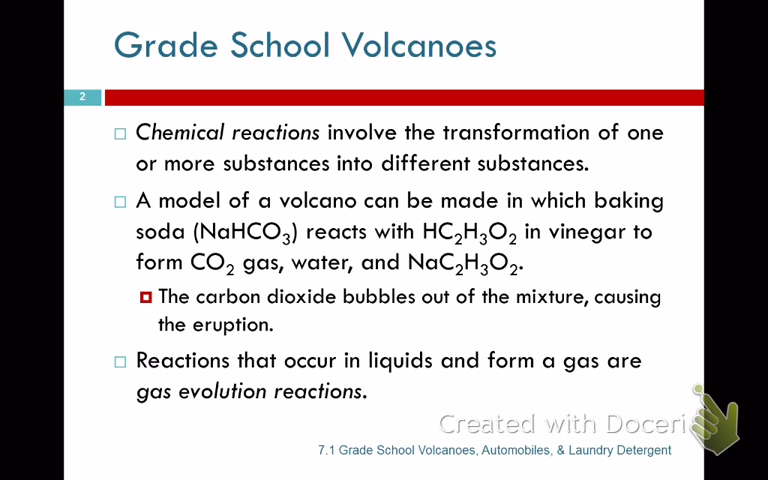 Grade School Volcanoes
2
Chemical reactions involve the transformation of one
or more substances into different substances.
A model of a volcano can be made in which baking
soda (NaHCO₃) reacts with HC₂H₃O₂ in vinegar to
form CO₂ gas, water, and NaC₂H₃O₂.
The carbon dioxide bubbles out of the mixture, causing
the eruption.
Reactions that occur in liquids and form a gas are
gas evolution reactions.
Created with Doceri
7.1 Grade School Volcanoes, Automobiles, & Laundry Detergent